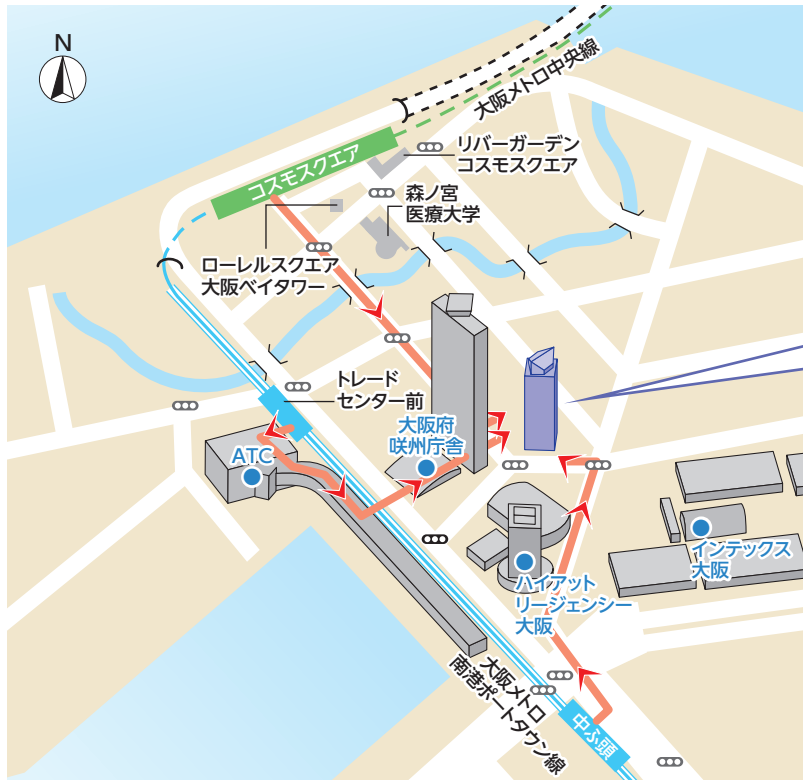 N
大阪メトロ中央線
コスモスクエア
リバーガーデン
コスモスクエア
森ノ宮
医療大学
ローレルスクエア
大阪ベイタワー
トレード
センター前
大阪府
咲州庁舎
ATC
インテックス
大阪
ハイアット
リージェンシー
大阪
大阪メトロ
南港ポートタウン線
中ふ頭